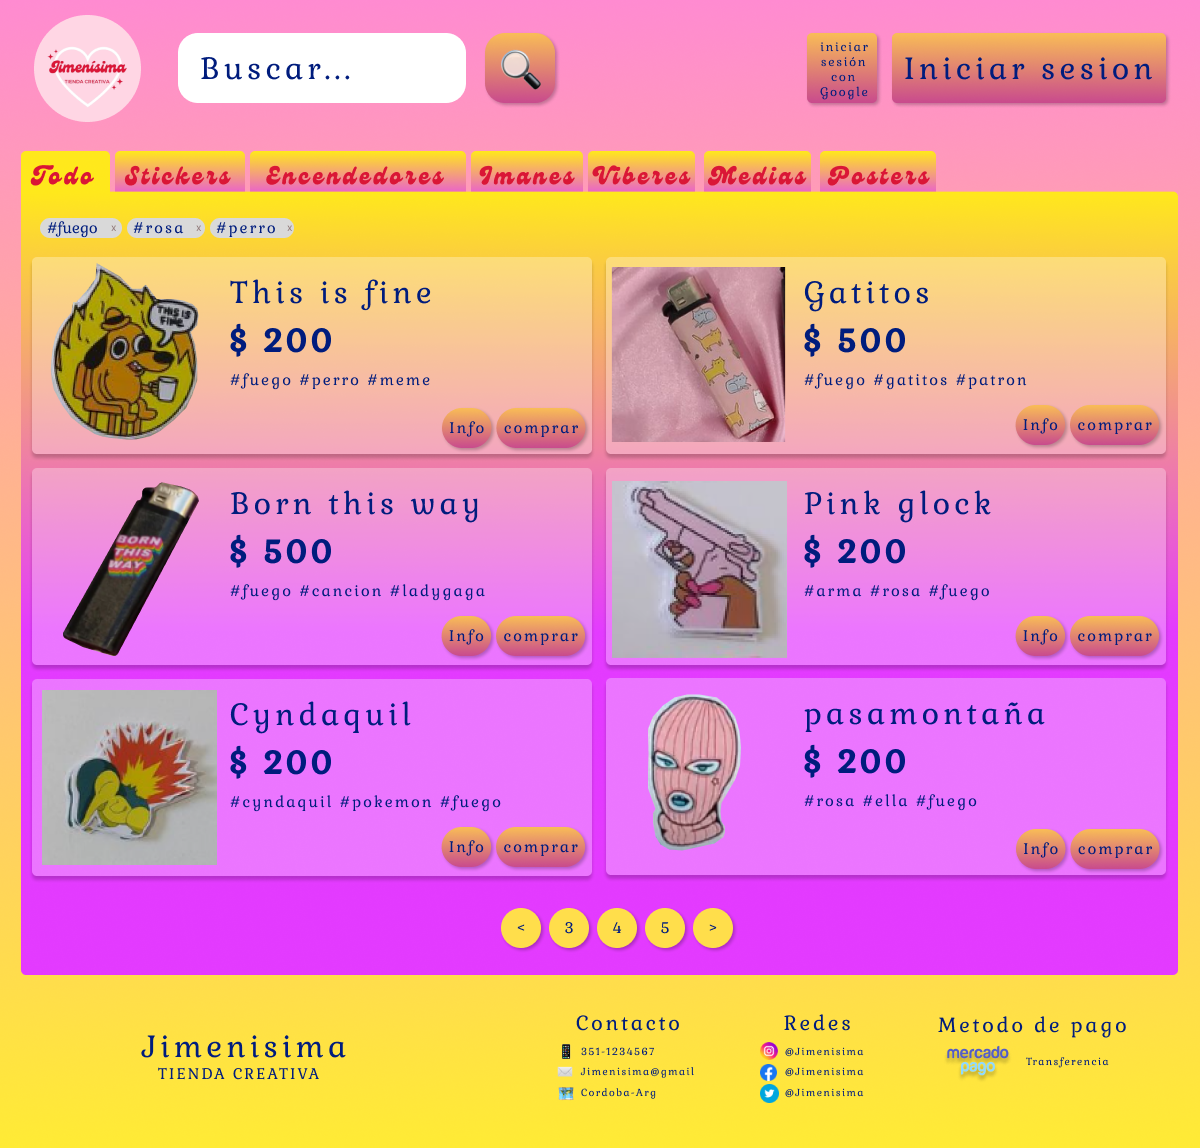 Jimenísima
TIENDA CREATIVA
Buscar...
iniciar
sesión
con
Google
Iniciar sesion
Todo
Stickers
Encendedores
Imanes
Viberes
Medias
Posters
#fuego x
#rosa x
#perro x
THIS IS
FINE
This is fine
$ 200
#fuego #perro #meme
Info
comprar
Gatitos
$ 500
#fuego #gatitos #patron
Info
comprar
BORN
THIS
WAY
Born this way
$ 500
#fuego #cancion #ladygaga
Info
comprar
Pink glock
$ 200
#arma #rosa #fuego
Info
comprar
Cyndaquil
$ 200
#cyndaquil #pokemon #fuego
Info
comprar
pasamontaña
$ 200
#rosa #ella #fuego
Info
comprar
< 3 4 5 >
Jimenisima
TIENDA CREATIVA
Contacto
351-1234567
Jimenisima@gmail
Cordoba-Arg
Redes
@Jimenisima
@Jimenisima
@Jimenisima
Metodo de pago
mercado
pago
Transferencia